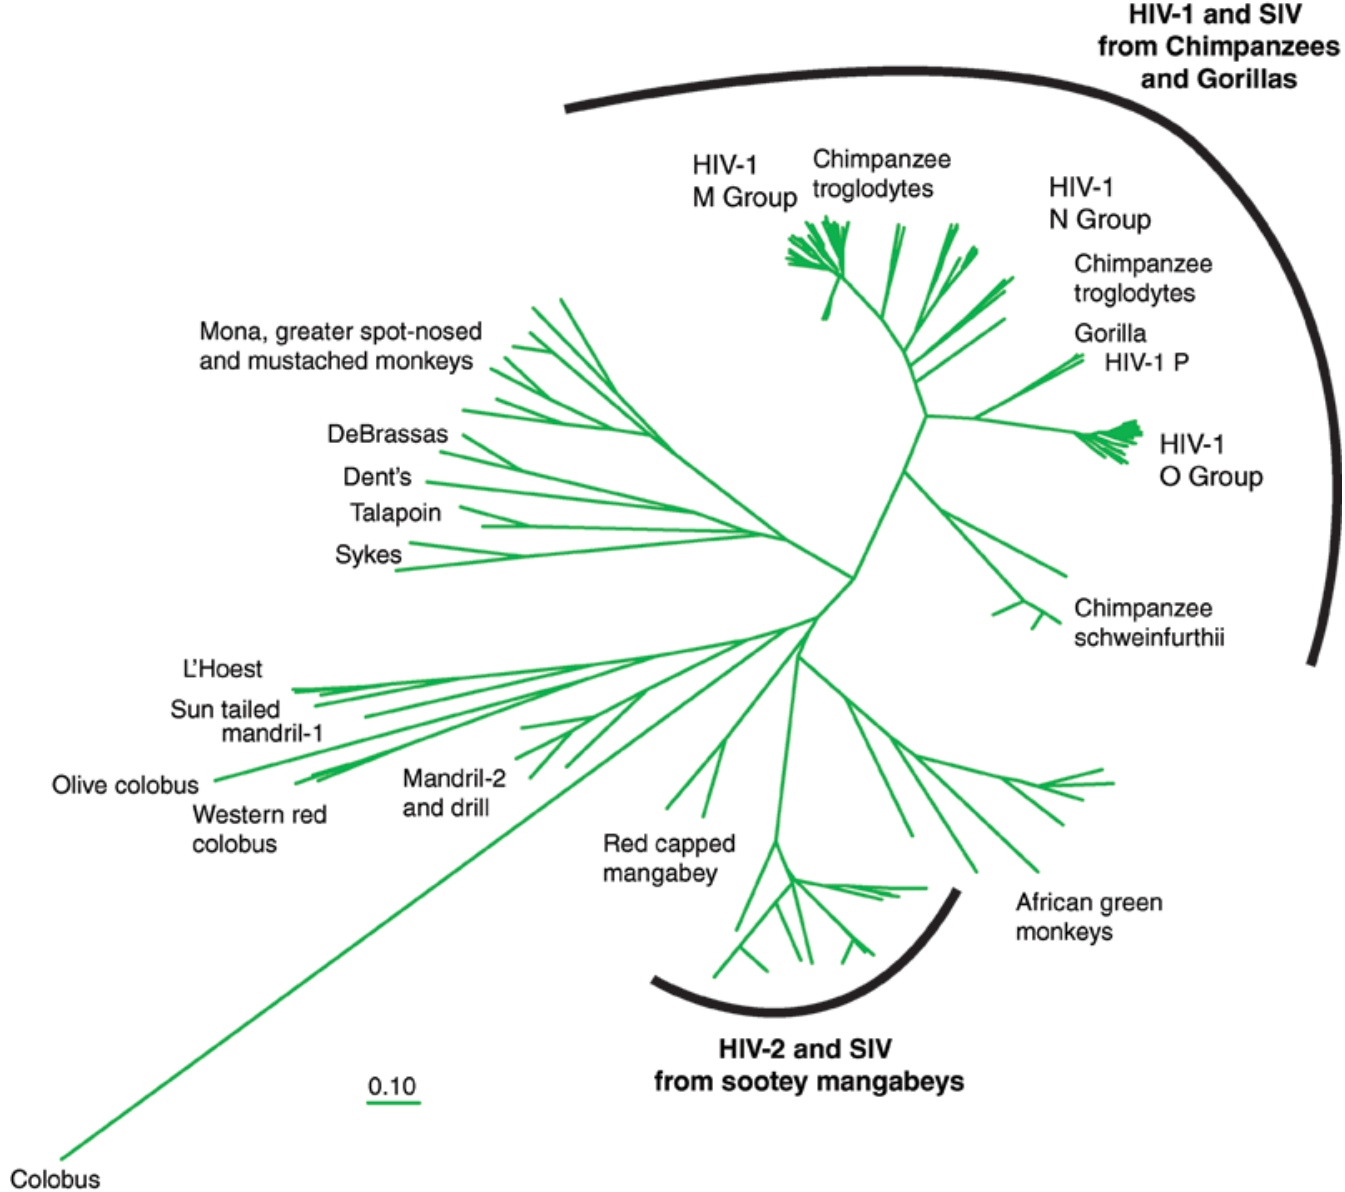 HIV-1 and SIV
from Chimpanzees
and Gorillas
HIV-1
M Group
Chimpanzee
troglodytes
HIV-1
N Group
Chimpanzee
troglodytes
Gorilla
HIV-1 P
HIV-1
O Group
Mona, greater spot-nosed
and mustached monkeys
DeBrassas
Dent's
Talapoin
Sykes
Chimpanzee
schweinfurthii
L'Hoest
Sun tailed
mandril-1
Olive colobus
Western red
colobus
Mandril-2
and drill
Red capped
mangabey
African green
monkeys
HIV-2 and SIV
from sootey mangabeys
0.10
Colobus